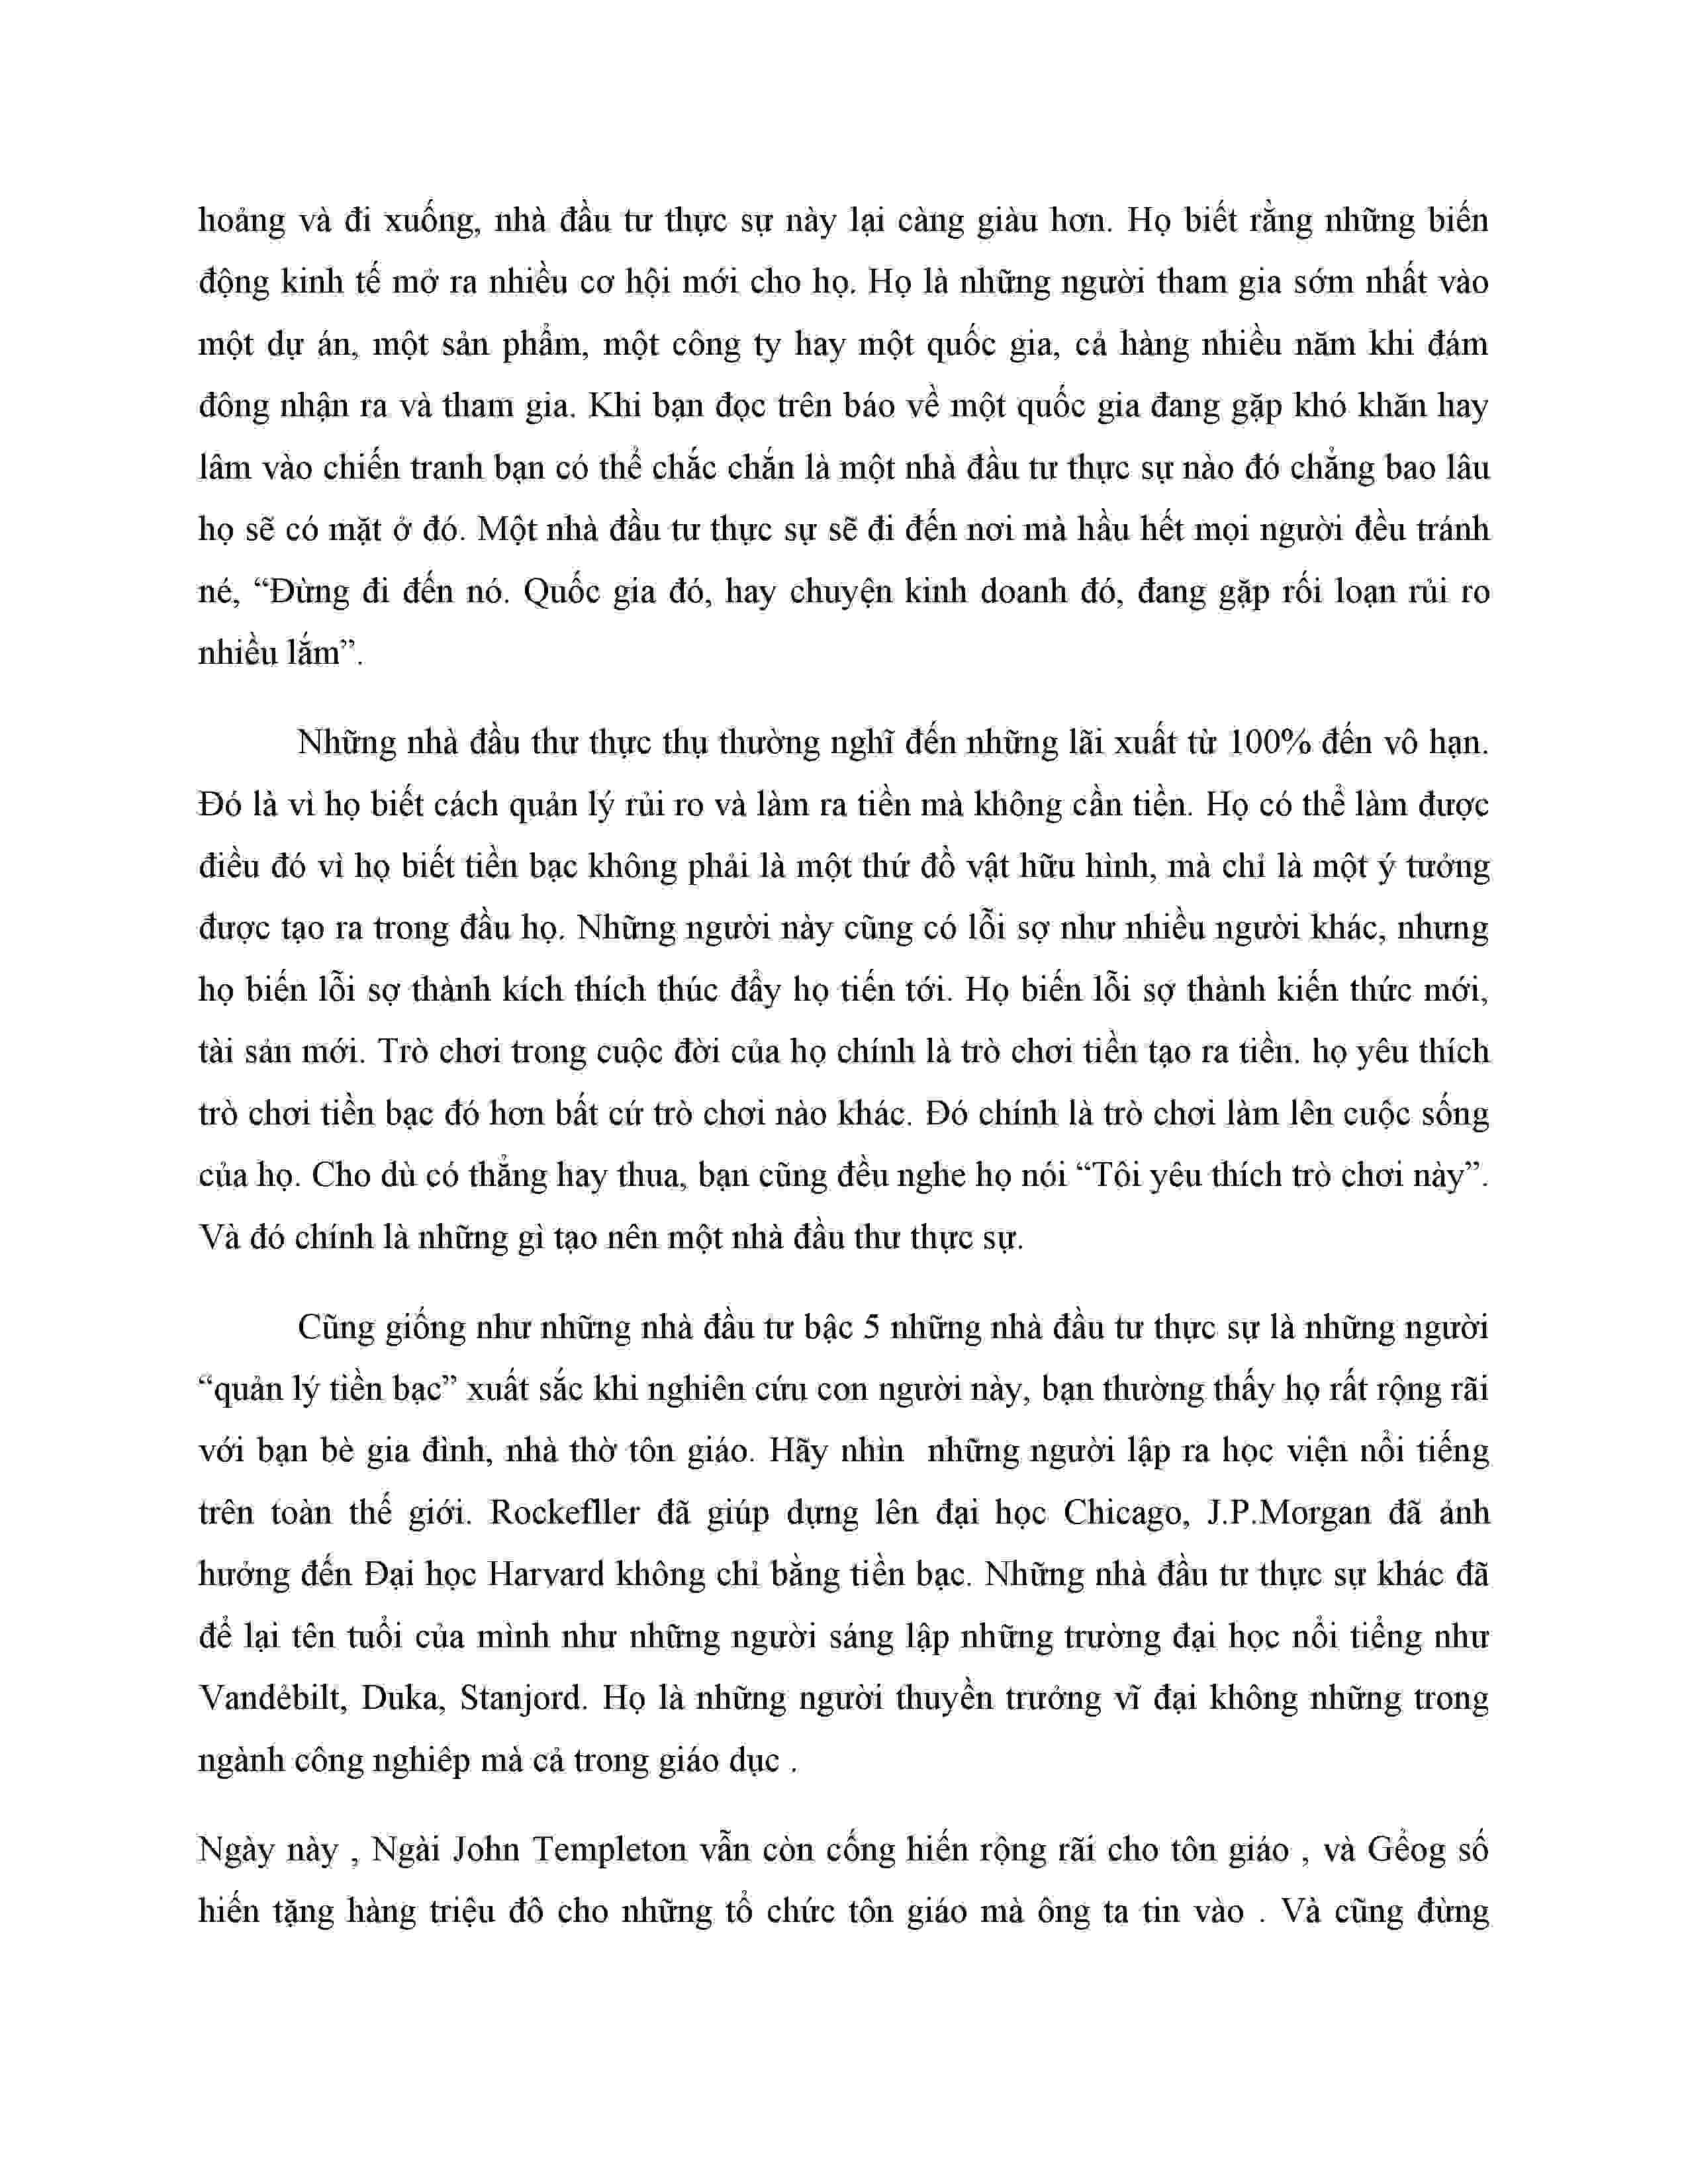 hoảng và đi xuống, nhà đầu tư thực sự này lại càng giàu hơn. Họ biết rằng những biến
động kinh tế mở ra nhiều cơ hội mới cho họ. Họ là những người tham gia sớm nhất vào
một dự án, một sản phẩm, một công ty hay một quốc gia, cả hàng nhiều năm khi đám
đông nhận ra và tham gia. Khi bạn đọc trên báo về một quốc gia đang gặp khó khăn hay
lâm vào chiến tranh bạn có thể chắc chắn là một nhà đầu tư thực sự nào đó chẳng bao lâu
họ sẽ có mặt ở đó. Một nhà đầu tư thực sự sẽ đi đến nơi mà hầu hết mọi người đều tránh
né, “Đừng đi đến nó. Quốc gia đó, hay chuyện kinh doanh đó, đang gặp rối loạn rủi ro
nhiều lắm”.
Những nhà đầu thư thực thụ thường nghĩ đến những lãi xuất từ 100% đến vô hạn.
Đó là vì họ biết cách quản lý rủi ro và làm ra tiền mà không cần tiền. Họ có thể làm được
điều đó vì họ biết tiền bạc không phải là một thứ đồ vật hữu hình, mà chỉ là một ý tưởng
được tạo ra trong đầu họ. Những người này cũng có lỗi sợ như nhiều người khác, nhưng
họ biến lỗi sợ thành kích thích thúc đẩy họ tiến tới. Họ biến lỗi sợ thành kiến thức mới,
tài sản mới. Trò chơi trong cuộc đời của họ chính là trò chơi tiền tạo ra tiền. họ yêu thích
trò chơi tiền bạc đó hơn bất cứ trò chơi nào khác. Đó chính là trò chơi làm lên cuộc sống
của họ. Cho dù có thắng hay thua, bạn cũng đều nghe họ nói “Tôi yêu thích trò chơi này”.
Và đó chính là những gì tạo nên một nhà đầu thư thực sự.
Cũng giống như những nhà đầu tư bậc 5 những nhà đầu tư thực sự là những người
“quản lý tiền bạc” xuất sắc khi nghiên cứu con người này, bạn thường thấy họ rất rộng rãi
với bạn bè gia đình, nhà thờ tôn giáo. Hãy nhìn những người lập ra học viện nổi tiếng
trên toàn thế giới. Rockefller đã giúp dựng lên đại học Chicago, J.P.Morgan đã ảnh
hưởng đến Đại học Harvard không chỉ bằng tiền bạc. Những nhà đầu tư thực sự khác đã
để lại tên tuổi của mình như những người sáng lập những trường đại học nổi tiếng như
Vandẻbilt, Duka, Stanjord. Họ là những người thuyền trưởng vĩ đại không những trong
ngành công nghiêp mà cả trong giáo dục .
Ngày này , Ngài John Templeton vẫn còn cống hiến rộng rãi cho tôn giáo , và Gểog số
hiến tặng hàng triệu đô cho những tổ chức tôn giáo mà ông ta tin vào . Và cũng đừng